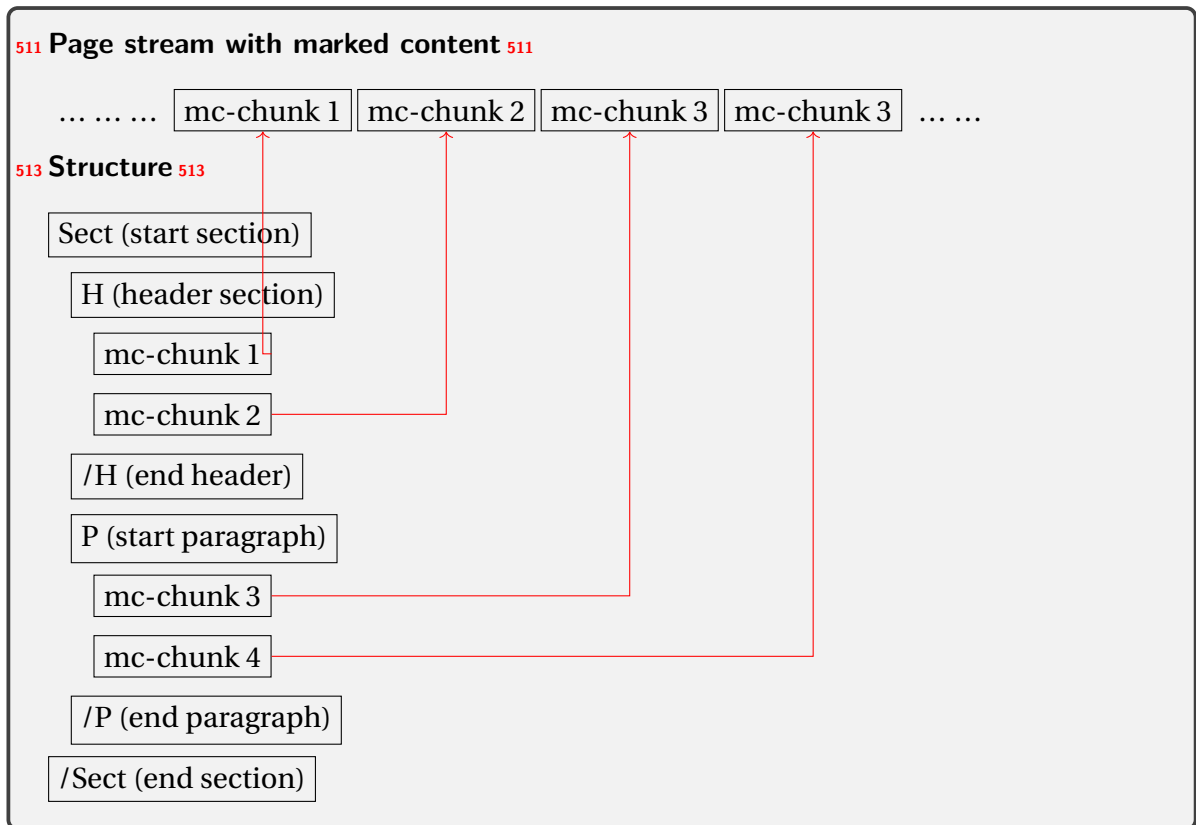 511 Page stream with marked content 511
... ... ... mc-chunk 1 mc-chunk 2 mc-chunk 3 mc-chunk 3 ... ...
513 Structure 513
Sect (start section)
H (header section)
mc-chunk 1
mc-chunk 2
/H (end header)
P (start paragraph)
mc-chunk 3
mc-chunk 4
/P (end paragraph)
/Sect (end section)